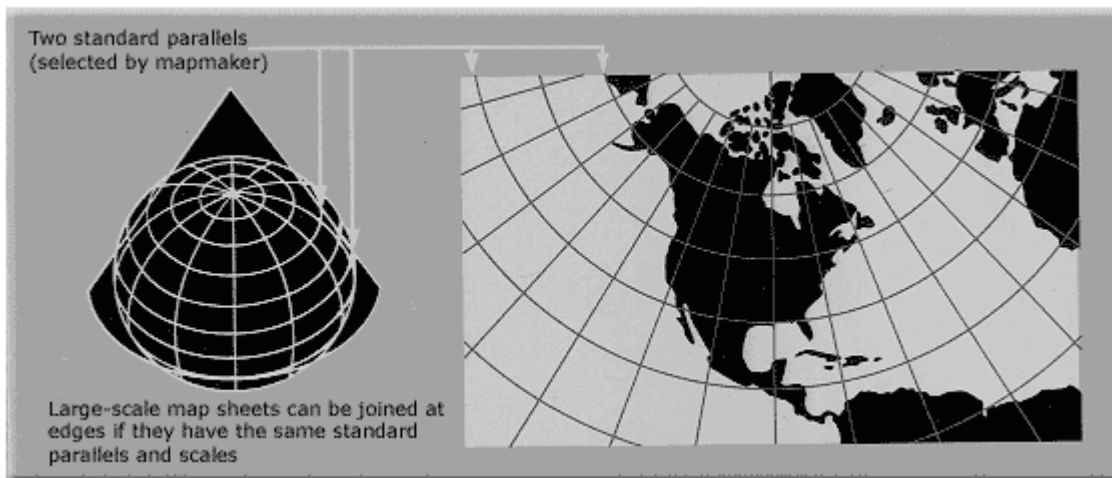 Two standard parallels
(selected by mapmaker)
Large-scale map sheets can be joined at
edges if they have the same standard
parallels and scales